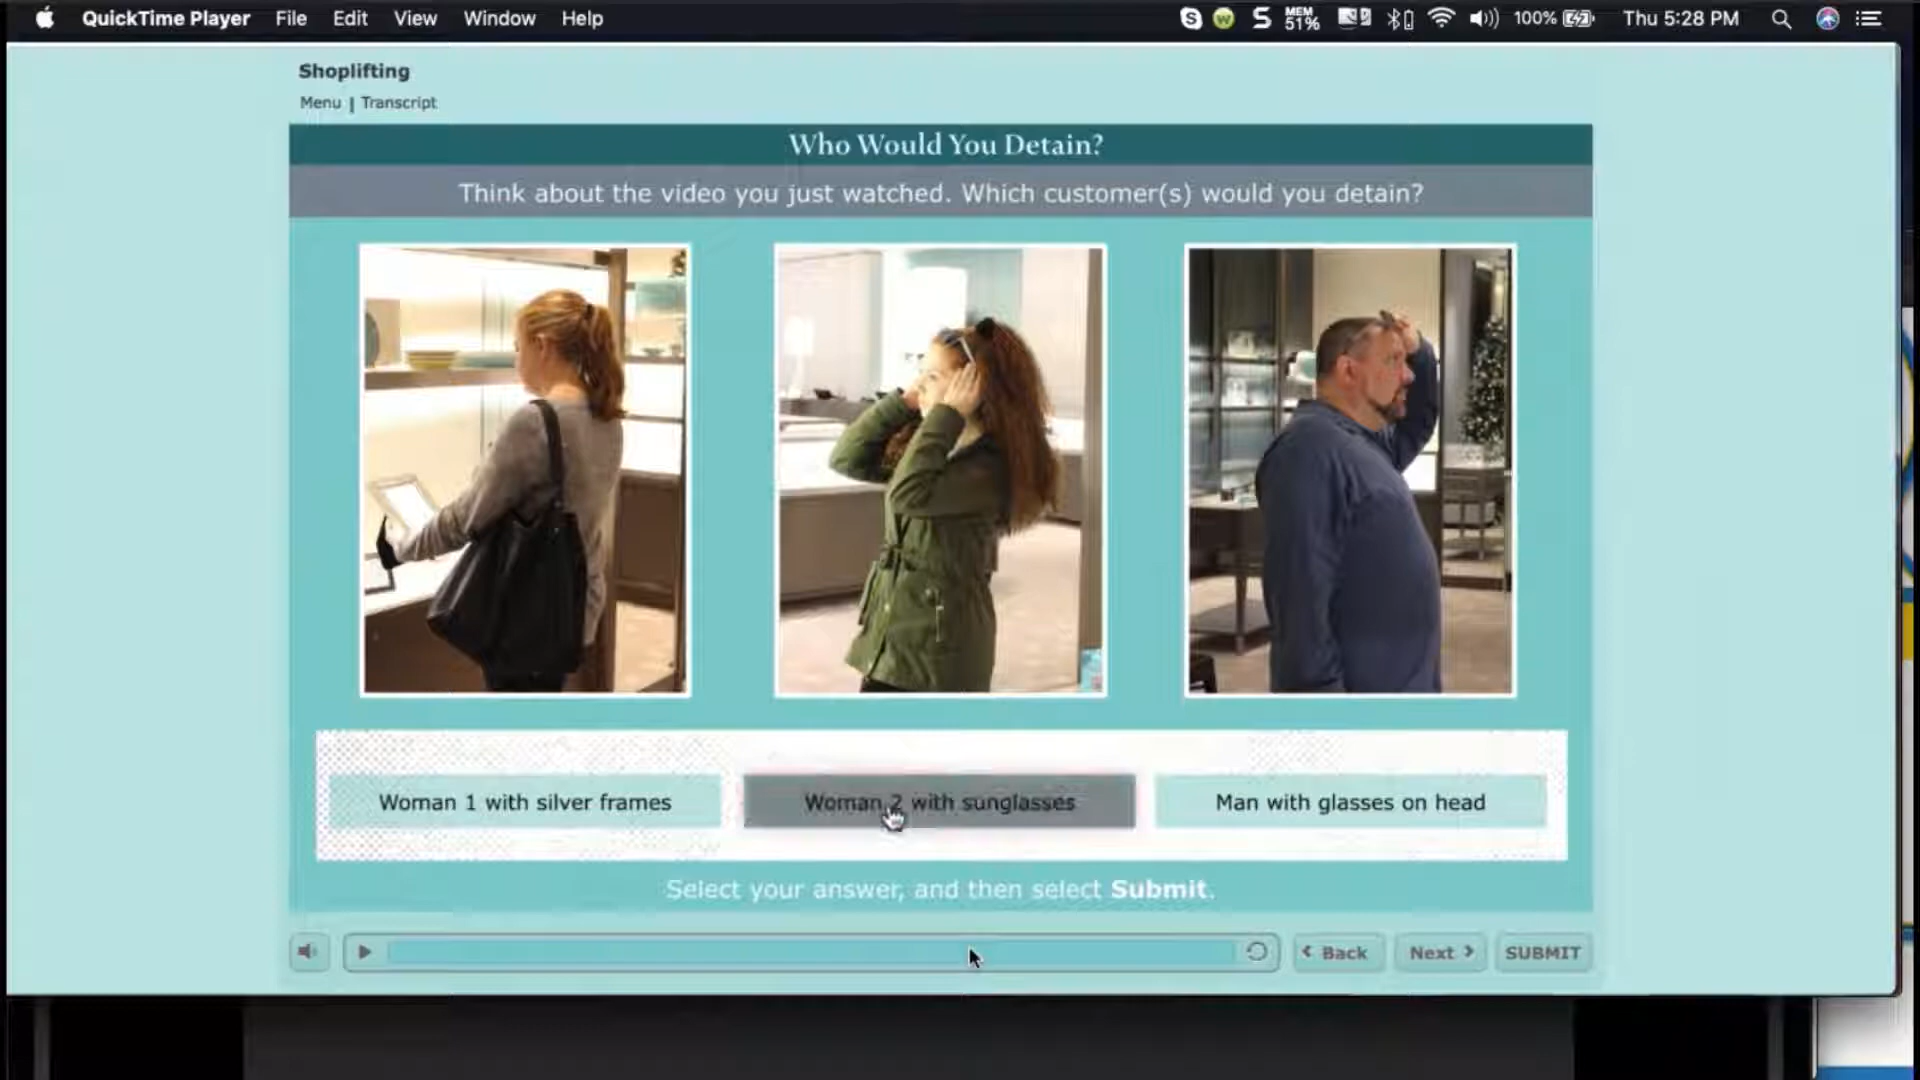 QuickTime Player File Edit View Window Help
MEM
51%
100%
Thu 5:28 PM
Shoplifting
Menu | Transcript
Who Would You Detain?
Think about the video you just watched. Which customer(s) would you detain?
Woman 1 with silver frames
Woman 2 with sunglasses
Man with glasses on head
Select your answer, and then select Submit.
Back
Next
SUBMIT